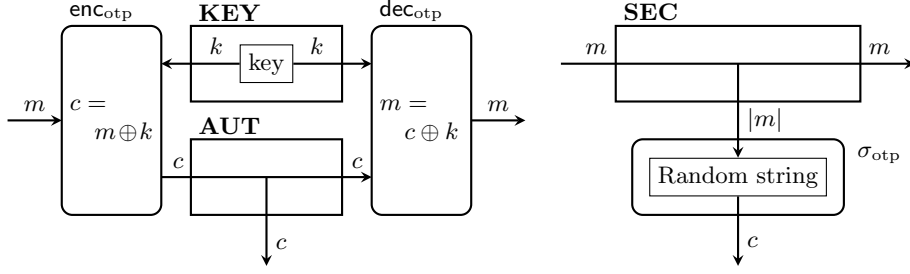 enc_otp
KEY
dec_otp
SEC
k
k
key
m
m
m
c =
m⊕k
m =
c ⊕ k
m
AUT
c
c
|m|
σ_otp
Random string
c
c